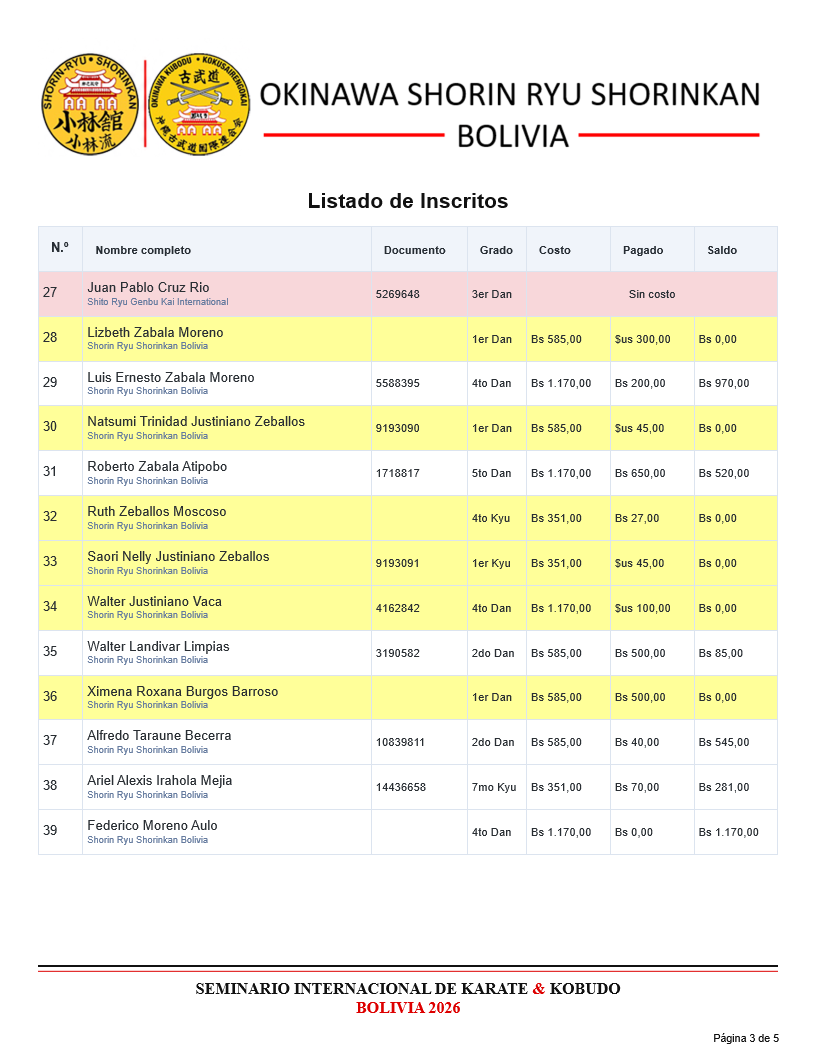 SHORIN-RYU • SHORINKAN
小林館
小林流
OKINAWA KUBODU • KOKUSAIRENGOKAI
古武道
沖縄古武道国際連合会
OKINAWA SHORIN RYU SHORINKAN
BOLIVIA
Listado de Inscritos
N.º Nombre completo Documento Grado Costo Pagado Saldo
27 Juan Pablo Cruz Rio 5269648 3er Dan Sin costo
Shito Ryu Genbu Kai International
28 Lizbeth Zabala Moreno 1er Dan Bs 585,00 $us 300,00 Bs 0,00
Shorin Ryu Shorinkan Bolivia
29 Luis Ernesto Zabala Moreno 5588395 4to Dan Bs 1.170,00 Bs 200,00 Bs 970,00
Shorin Ryu Shorinkan Bolivia
30 Natsumi Trinidad Justiniano Zeballos 9193090 1er Dan Bs 585,00 $us 45,00 Bs 0,00
Shorin Ryu Shorinkan Bolivia
31 Roberto Zabala Atipobo 1718817 5to Dan Bs 1.170,00 Bs 650,00 Bs 520,00
Shorin Ryu Shorinkan Bolivia
32 Ruth Zeballos Moscoso 4to Kyu Bs 351,00 Bs 27,00 Bs 0,00
Shorin Ryu Shorinkan Bolivia
33 Saori Nelly Justiniano Zeballos 9193091 1er Kyu Bs 351,00 $us 45,00 Bs 0,00
Shorin Ryu Shorinkan Bolivia
34 Walter Justiniano Vaca 4162842 4to Dan Bs 1.170,00 $us 100,00 Bs 0,00
Shorin Ryu Shorinkan Bolivia
35 Walter Landivar Limpias 3190582 2do Dan Bs 585,00 Bs 500,00 Bs 85,00
Shorin Ryu Shorinkan Bolivia
36 Ximena Roxana Burgos Barroso 1er Dan Bs 585,00 Bs 500,00 Bs 0,00
Shorin Ryu Shorinkan Bolivia
37 Alfredo Taraune Becerra 10839811 2do Dan Bs 585,00 Bs 40,00 Bs 545,00
Shorin Ryu Shorinkan Bolivia
38 Ariel Alexis Irahola Mejia 14436658 7mo Kyu Bs 351,00 Bs 70,00 Bs 281,00
Shorin Ryu Shorinkan Bolivia
39 Federico Moreno Aulo 4to Dan Bs 1.170,00 Bs 0,00 Bs 1.170,00
Shorin Ryu Shorinkan Bolivia
SEMINARIO INTERNACIONAL DE KARATE & KOBUDO
BOLIVIA 2026
Página 3 de 5